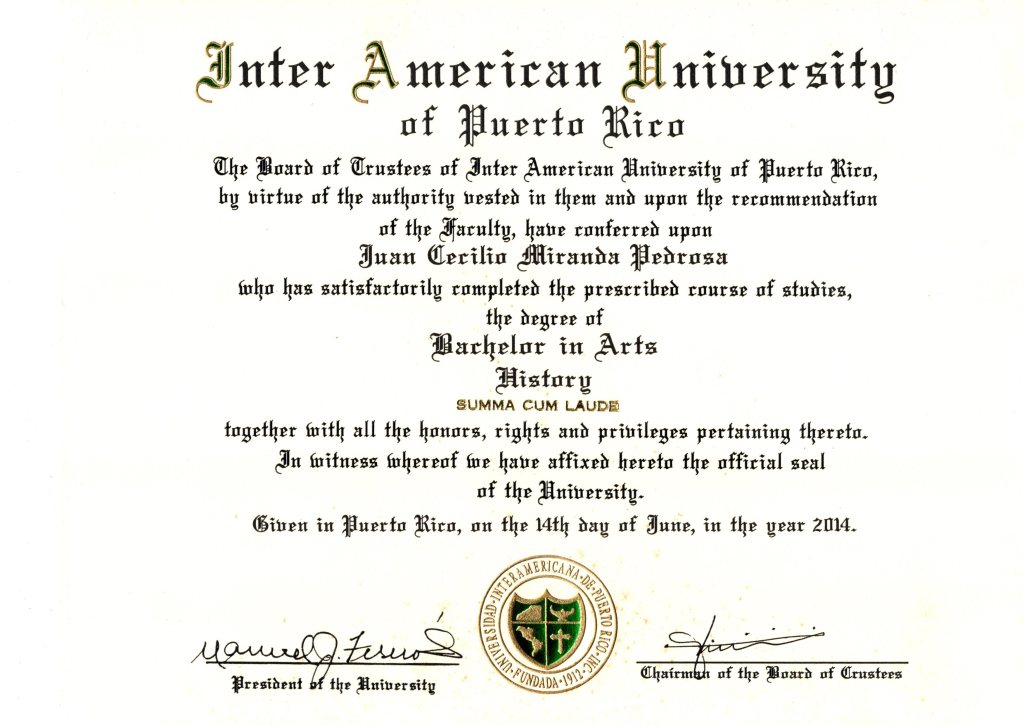 Inter American University
of Puerto Rico
The Board of Trustees of Inter American University of Puerto Rico,
by virtue of the authority vested in them and upon the recommendation
of the Faculty, have conferred upon
Juan Cecilio Miranda Pedrosa
who has satisfactorily completed the prescribed course of studies,
the degree of
Bachelor in Arts
History
SUMMA CUM LAUDE
together with all the honors, rights and privileges pertaining thereto.
In witness whereof we have affixed hereto the official seal
of the University.
Given in Puerto Rico, on the 14th day of June, in the year 2014.
UNIVERSIDAD·INTERAMERICANA·DE·PUERTO RICO·INC·
FUNDADA·1912
Manuel J.
President of the University
Chairman of the Board of Trustees